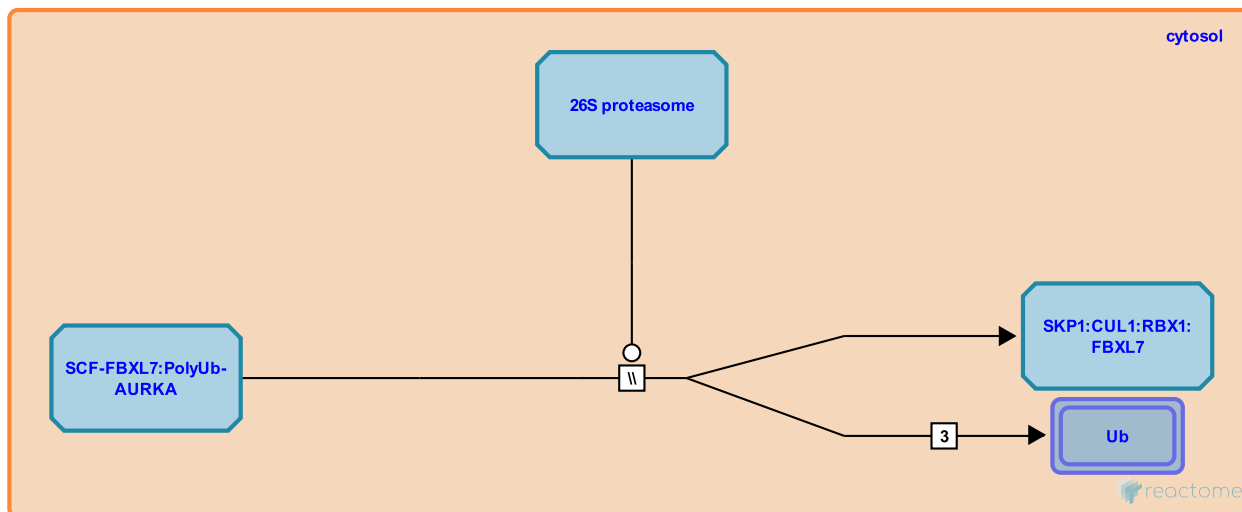 cytosol
26S proteasome
SCF-FBXL7:PolyUb-
AURKA
\\
SKP1:CUL1:RBX1:
FBXL7
3
Ub
reactome